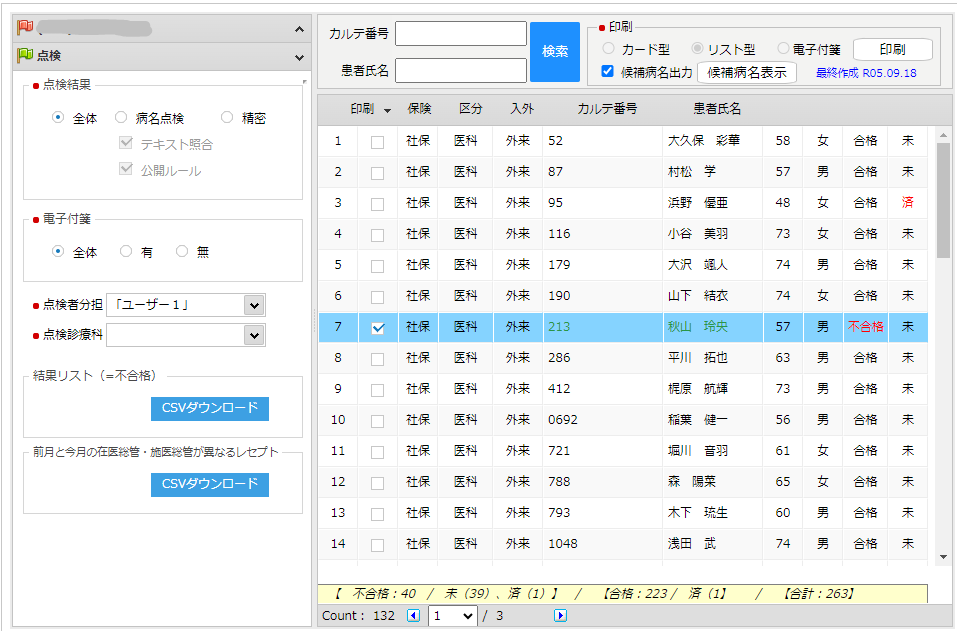 点検
点検結果
全体 病名点検 精密
テキスト照合
公開ルール
電子付箋
全体 有 無
点検者分担 「ユーザー１」
点検診療科
結果リスト（=不合格）
CSVダウンロード
前月と今月の在医総管・施医総管が異なるレセプト
CSVダウンロード
カルテ番号
患者氏名
検索
印刷
カード型 リスト型 電子付箋 印刷
候補病名出力 候補病名表示 最終作成 R05.09.18
印刷 保険 区分 入外 カルテ番号 患者氏名
1 社保 医科 外来 52 大久保　彩華 58 女 合格 未
2 社保 医科 外来 87 村松　学 57 男 合格 未
3 社保 医科 外来 95 浜野　優亜 48 女 合格 済
4 社保 医科 外来 116 小谷　美羽 73 女 合格 未
5 社保 医科 外来 179 大沢　颯人 74 男 合格 未
6 社保 医科 外来 190 山下　結衣 74 女 合格 未
7 社保 医科 外来 213 秋山　玲央 57 男 不合格 未
8 社保 医科 外来 286 平川　拓也 63 男 合格 未
9 社保 医科 外来 412 梶原　航輝 73 男 合格 未
10 社保 医科 外来 0692 稲葉　健一 56 男 合格 未
11 社保 医科 外来 721 堀川　音羽 61 女 合格 未
12 社保 医科 外来 788 森　陽菜 65 女 合格 未
13 社保 医科 外来 793 木下　琉生 60 男 合格 未
14 社保 医科 外来 1048 浅田　武 74 男 合格 未
【　不合格：40　/　未（39）、済（1）】　/　【合格：223 /　済（1】　　/　　【合計：263】
Count： 132 1 / 3